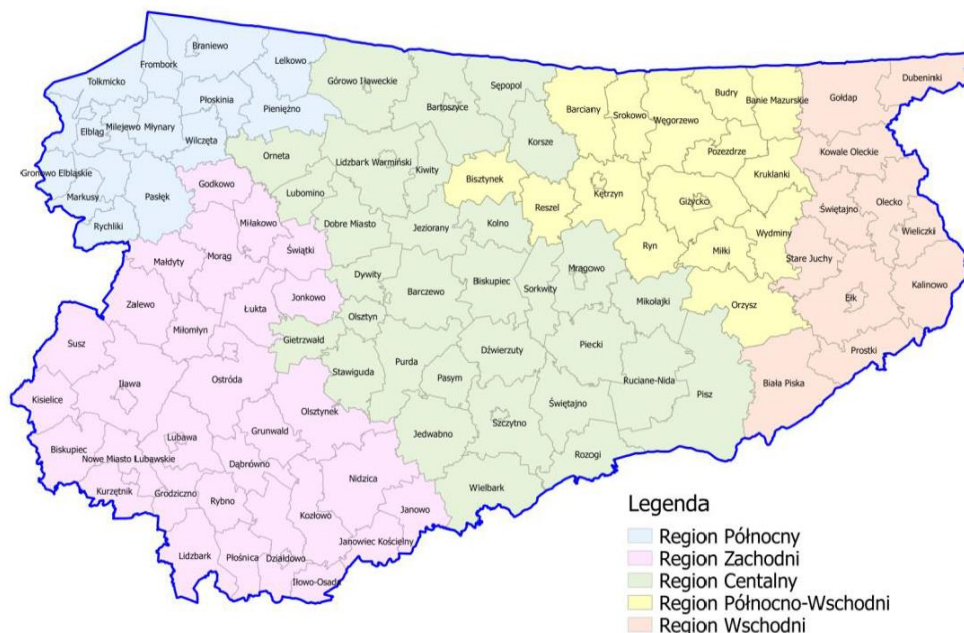 Braniewo
Lelkowo
Frombork
Tolkmicko
Płoskinia
Pieniężno
Elbląg
Milejewo
Młynary
Wilczęta
Gronowo Elbląskie
Markusy
Pasłęk
Rychliki
Górowo Iławeckie
Sępopol
Bartoszyce
Korsze
Orneta
Lidzbark Warmiński
Kiwity
Lubomino
Dobre Miasto
Jeziorany
Kolno
Bisztynek
Reszel
Barciany
Srokowo
Węgorzewo
Budry
Banie Mazurskie
Pozezdrze
Kruklanki
Kętrzyn
Giżycko
Ryn
Miłki
Wydminy
Orzysz
Gołdap
Dubeninki
Kowale Oleckie
Świętajno
Olecko
Wieliczki
Stare Juchy
Ełk
Kalinowo
Prostki
Biała Piska
Godkowo
Miłakowo
Świątki
Małdyty
Morąg
Zalewo
Łukta
Jonkowo
Miłomłyn
Susz
Iława
Ostróda
Kisielice
Olsztynek
Lubawa
Grunwald
Biskupiec
Nowe Miasto Lubawskie
Dąbrówno
Nidzica
Kurzętnik
Grodziczno
Rybno
Kozłowo
Janowo
Janowiec Kościelny
Lidzbark
Płośnica
Działdowo
Iłowo-Osada
Dywity
Barczewo
Biskupiec
Sorkwity
Mrągowo
Mikołajki
Olsztyn
Gietrzwałd
Stawiguda
Purda
Pasym
Dźwierzuty
Piecki
Ruciane-Nida
Pisz
Świętajno
Szczytno
Jedwabno
Rozogi
Wielbark
Legenda
Region Północny
Region Zachodni
Region Centalny
Region Północno-Wschodni
Region Wschodni